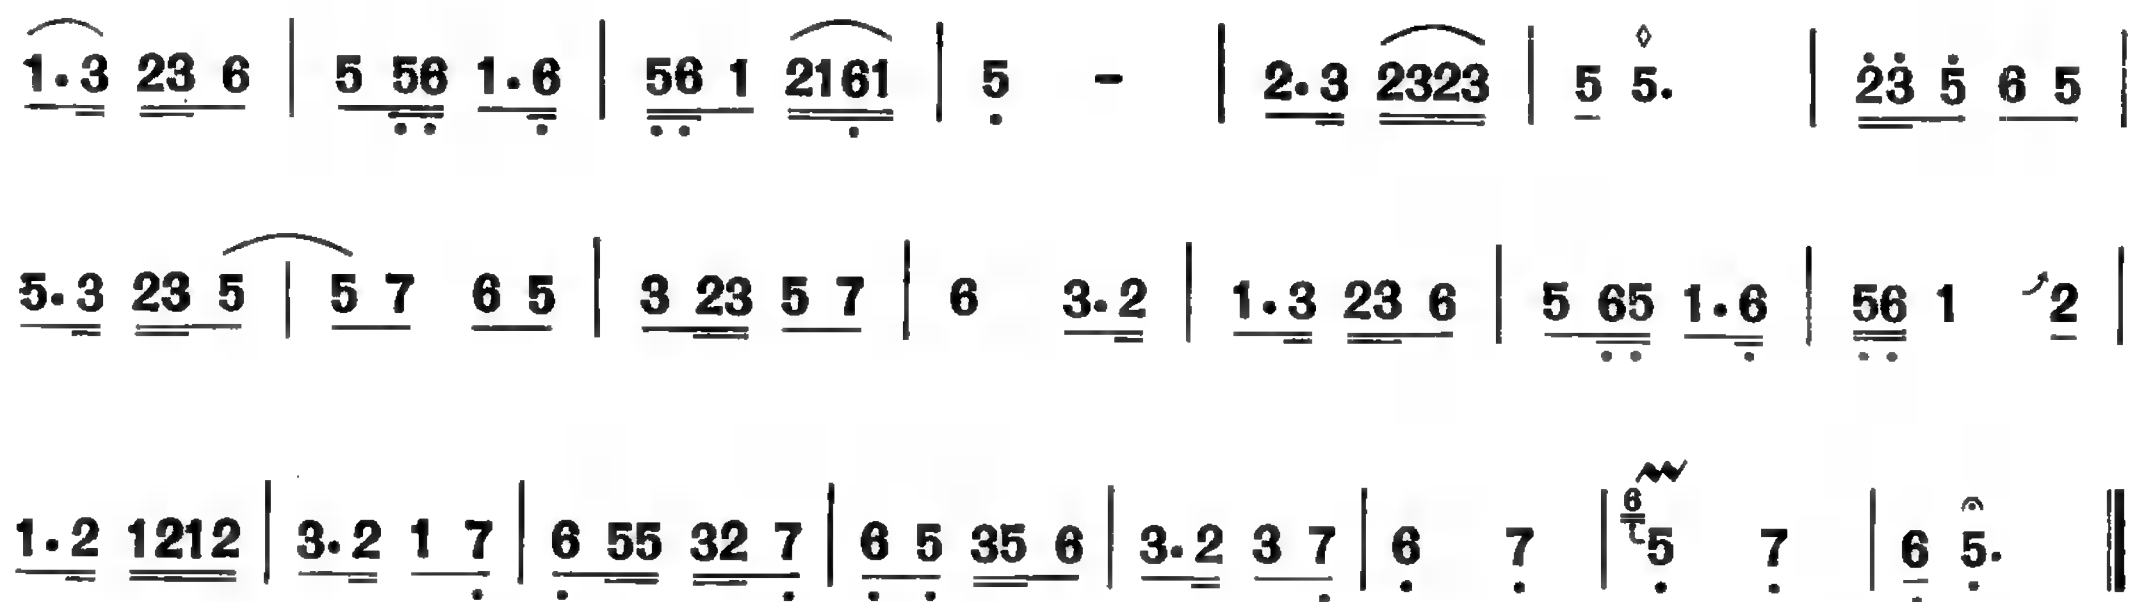 1·3 23 6 | 5 56 1·6 | 56 1 2161 | 5 - | 2·3 2323 | 5 5· | 23 5 6 5 |
5·3 23 5 | 5 7 6 5 | 3 23 5 7 | 6 3·2 | 1·3 23 6 | 5 65 1·6 | 56 1 2 |
1·2 1212 | 3·2 1 7 | 6 55 32 7 | 6 5 35 6 | 3·2 3 7 | 6 7 | 6 5 7 | 6 5· ‖